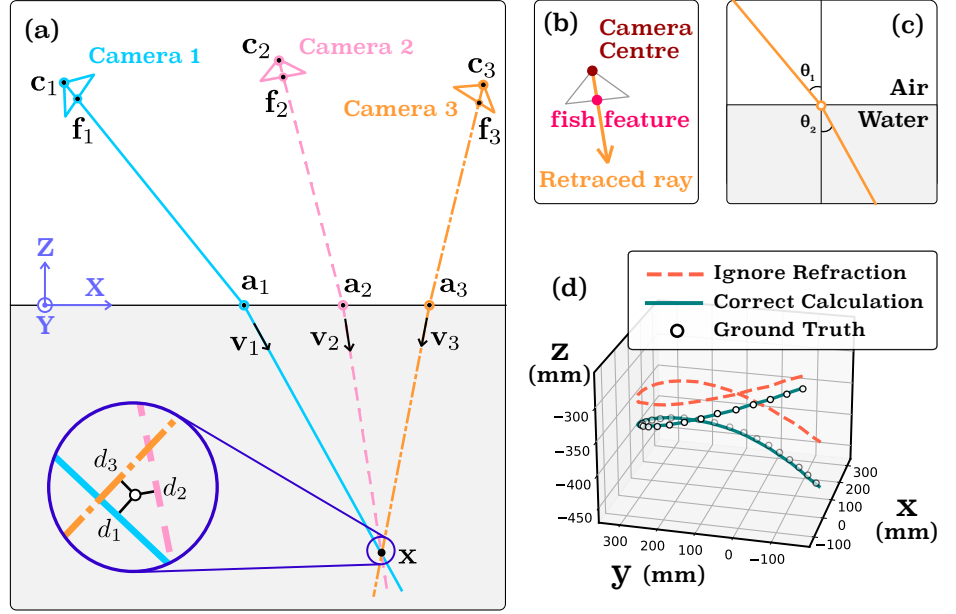 (a)
c₁
Camera 1
f₁
c₂
Camera 2
f₂
c₃
Camera 3
f₃
Z
X
Y
a₁
a₂
a₃
v₁
v₂
v₃
d₃
d₂
d₁
x
(b)
Camera
Centre
fish feature
Retraced ray
(c)
θ₁
Air
Water
θ₂
(d)
Ignore Refraction
Correct Calculation
Ground Truth
z
(mm)
−300
−350
−400
−450
300
200
100
0
−100
y (mm)
300
200
100
0
−100
x
(mm)